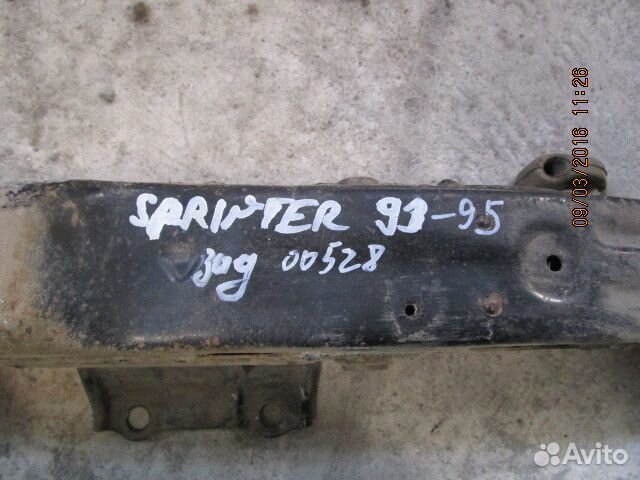 SPRINTER 93-95
зад 00528
09/03/2016 11:26
Avito